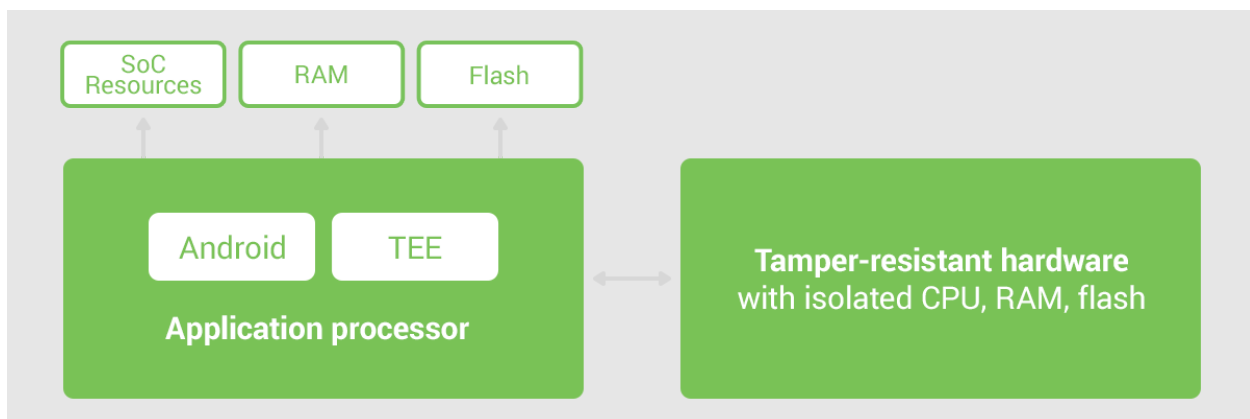 SoC
Resources
RAM
Flash
Android
TEE
Application processor
Tamper-resistant hardware
with isolated CPU, RAM, flash